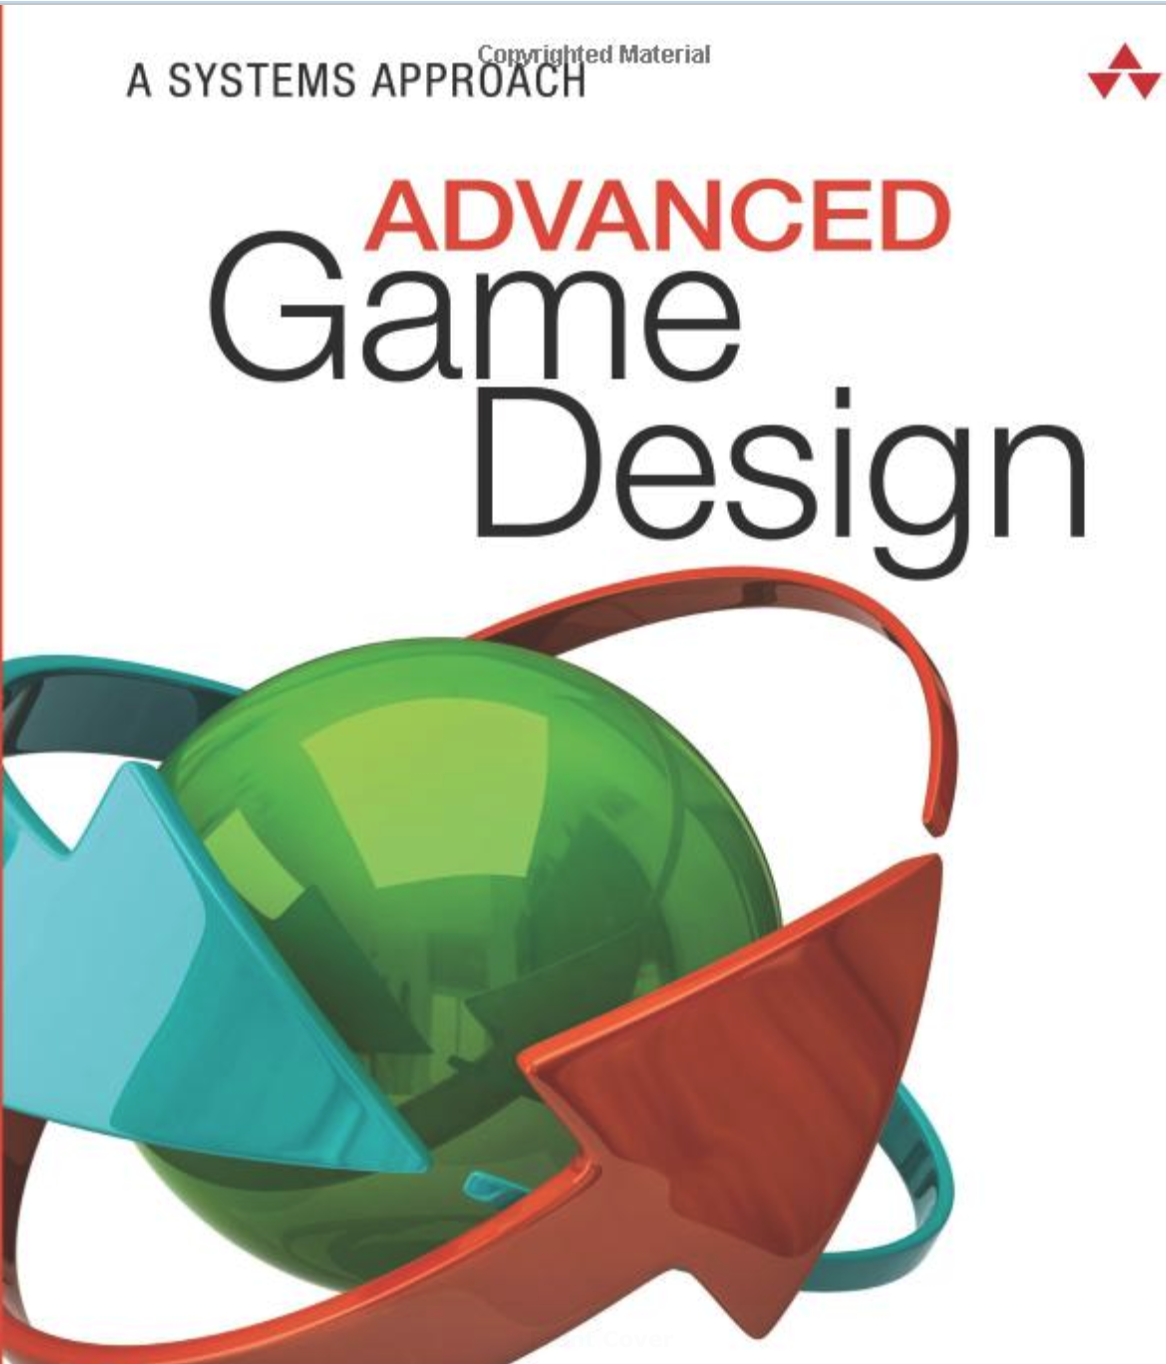 Copyrighted Material
A SYSTEMS APPROACH
ADVANCED
Game
Design